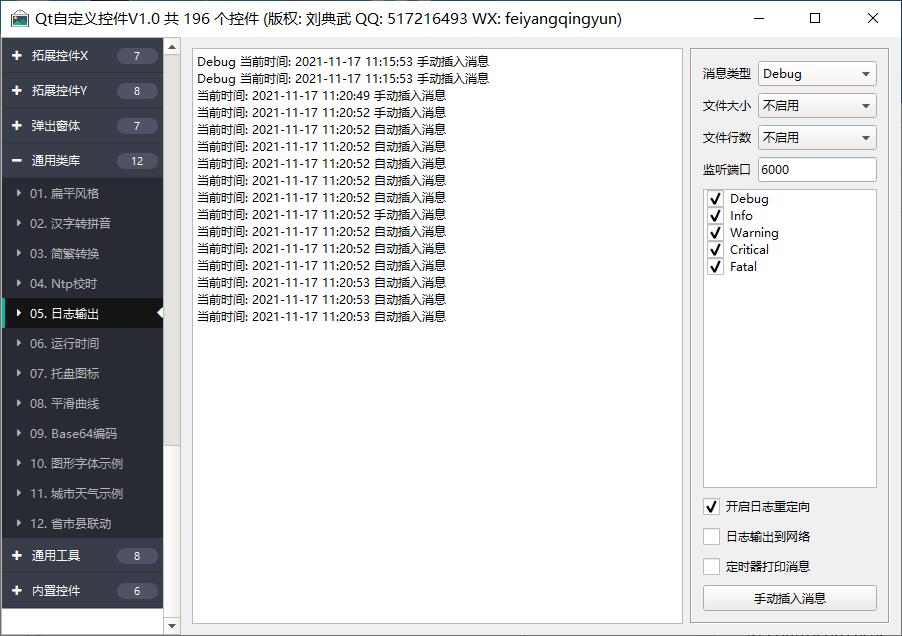 Qt自定义控件V1.0 共 196 个控件 (版权: 刘典武 QQ: 517216493 WX: feiyangqingyun)
拓展控件X 7
拓展控件Y 8
弹出窗体 7
通用类库 12
01. 扁平风格
02. 汉字转拼音
03. 简繁转换
04. Ntp校时
05. 日志输出
06. 运行时间
07. 托盘图标
08. 平滑曲线
09. Base64编码
10. 图形字体示例
11. 城市天气示例
12. 省市县联动
通用工具 8
内置控件 6
Debug 当前时间: 2021-11-17 11:15:53 手动插入消息
Debug 当前时间: 2021-11-17 11:15:53 手动插入消息
当前时间: 2021-11-17 11:20:49 手动插入消息
当前时间: 2021-11-17 11:20:52 手动插入消息
当前时间: 2021-11-17 11:20:52 自动插入消息
当前时间: 2021-11-17 11:20:52 自动插入消息
当前时间: 2021-11-17 11:20:52 自动插入消息
当前时间: 2021-11-17 11:20:52 自动插入消息
当前时间: 2021-11-17 11:20:52 自动插入消息
当前时间: 2021-11-17 11:20:52 手动插入消息
当前时间: 2021-11-17 11:20:52 自动插入消息
当前时间: 2021-11-17 11:20:52 自动插入消息
当前时间: 2021-11-17 11:20:52 自动插入消息
当前时间: 2021-11-17 11:20:53 自动插入消息
当前时间: 2021-11-17 11:20:53 自动插入消息
当前时间: 2021-11-17 11:20:53 自动插入消息
消息类型 Debug
文件大小 不启用
文件行数 不启用
监听端口 6000
Debug
Info
Warning
Critical
Fatal
开启日志重定向
日志输出到网络
定时器打印消息
手动插入消息